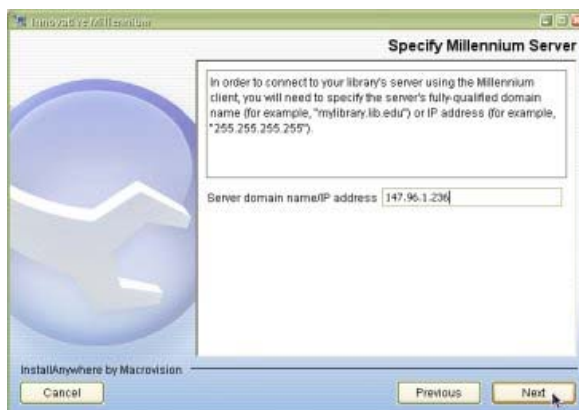 Innovative Millennium
Specify Millennium Server
In order to connect to your library's server using the Millennium
client, you will need to specify the server's fully-qualified domain
name (for example, "mylibrary.lib.edu") or IP address (for example,
"255.255.255.255").
Server domain name/IP address 147.96.1.236
InstallAnywhere by Macrovision
Cancel
Previous
Next